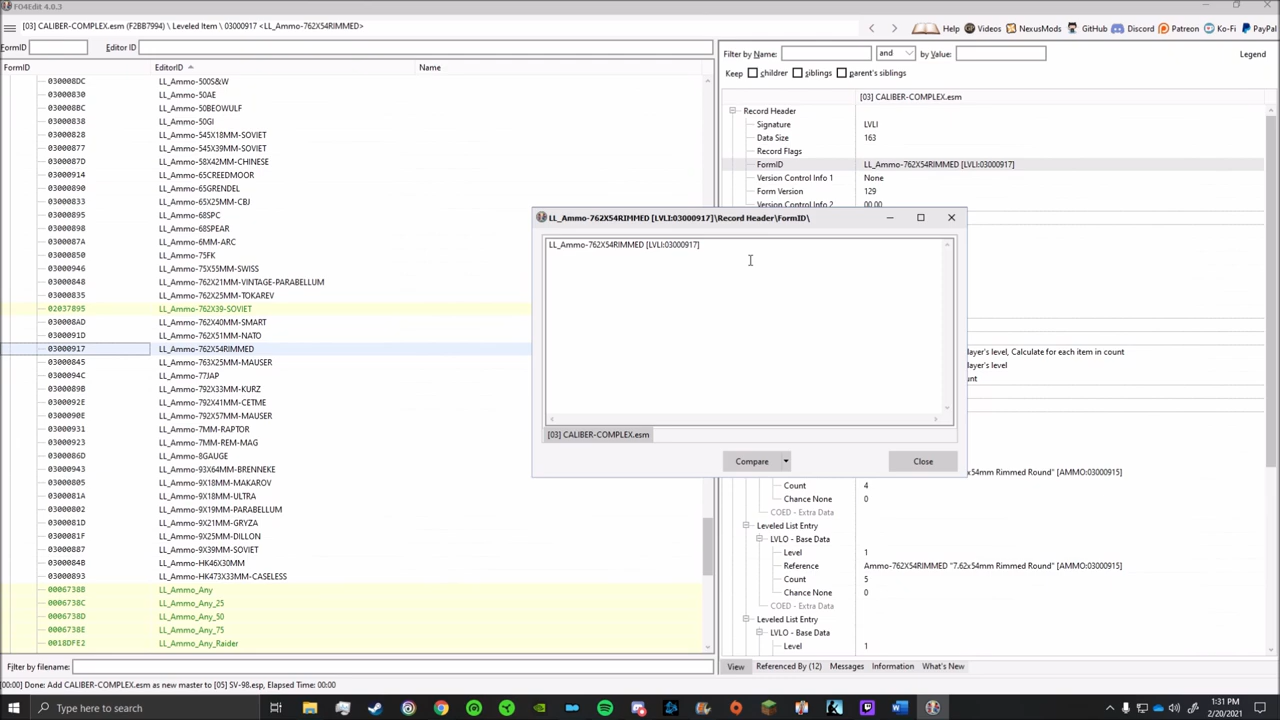 FO4Edit 4.0.3
[03] CALIBER-COMPLEX.esm (F2BB7994) \ Leveled Item \ 03000917 <LL_Ammo-762X54RIMMED>
Help Videos NexusMods GitHub Discord Patreon Ko-Fi PayPal
FormID Editor ID
FormID EditorID Name
030008DC LL_Ammo-500S&W
03000830 LL_Ammo-50AE
030008BC LL_Ammo-50BEOWULF
030008C0 LL_Ammo-50GI
03000828 LL_Ammo-545X18MM-SOVIET
03000877 LL_Ammo-545X39MM-SOVIET
0300087D LL_Ammo-58X42MM-CHINESE
03000914 LL_Ammo-65CREEDMOOR
03000890 LL_Ammo-65GRENDEL
0300089E LL_Ammo-65X25MM-CBJ
03000895 LL_Ammo-68SPC
LL_Ammo-68SPEAR
LL_Ammo-6MM-ARC
03000850 LL_Ammo-75FK
03000946 LL_Ammo-75X55MM-SWISS
03000848 LL_Ammo-762X21MM-VINTAGE-PARABELLUM
03000835 LL_Ammo-762X25MM-TOKAREV
02037895 LL_Ammo-762X39-SOVIET
030008AD LL_Ammo-762X40MM-SMART
0300091D LL_Ammo-762X51MM-NATO
03000917 LL_Ammo-762X54RIMMED
03000845 LL_Ammo-763X25MM-MAUSER
0300094C LL_Ammo-77JAP
0300089B LL_Ammo-792X33MM-KURZ
0300090B LL_Ammo-792X41MM-CETME
0300092E LL_Ammo-792X57MM-MAUSER
03000931 LL_Ammo-7MM-RAPTOR
03000923 LL_Ammo-7MM-REM-MAG
0300086D LL_Ammo-8GAUGE
03000943 LL_Ammo-93X64MM-BRENNEKE
0300080B LL_Ammo-9X18MM-MAKAROV
0300081A LL_Ammo-9X18MM-ULTRA
03000802 LL_Ammo-9X19MM-PARABELLUM
0300081D LL_Ammo-9X21MM-GRYZA
0300081F LL_Ammo-9X25MM-DILLON
03000887 LL_Ammo-9X39MM-SOVIET
0300084B LL_Ammo-HK46X30MM
03000893 LL_Ammo-HK473X33MM-CASELESS
0006738B LL_Ammo_Any
0006738C LL_Ammo_Any_25
0006738D LL_Ammo_Any_50
0006738E LL_Ammo_Any_75
0018DFE2 LL_Ammo_Any_Raider
Filter by filename:
[00:00] Done: Add CALIBER-COMPLEX.esm as new master to [05] SV-98.esp, Elapsed Time: 00:00
Filter by Name: and by Value: Legend
Keep children siblings parent's siblings
[03] CALIBER-COMPLEX.esm
Record Header
Signature LVLI
Data Size 163
Record Flags
FormID LL_Ammo-762X54RIMMED [LVLI:03000917]
Version Control Info 1 None
Form Version 129
Version Control Info 2 00 00
LL_Ammo-762X54RIMMED [LVLI:03000917]\Record Header\FormID\
LL_Ammo-762X54RIMMED [LVLI:03000917]
[03] CALIBER-COMPLEX.esm
Compare Close
layer's level, Calculate for each item in count
layer's level
unt
54mm Rimmed Round" [AMMO:03000915]
Count 4
Chance None 0
COED - Extra Data
Leveled List Entry
LVLO - Base Data
Level 1
Reference Ammo-762X54RIMMED "7.62x54mm Rimmed Round" [AMMO:03000915]
Count 5
Chance None 0
COED - Extra Data
Leveled List Entry
LVLO - Base Data
Level 1
View Referenced By (12) Messages Information What's New
Type here to search
1:31 PM
2/20/2021